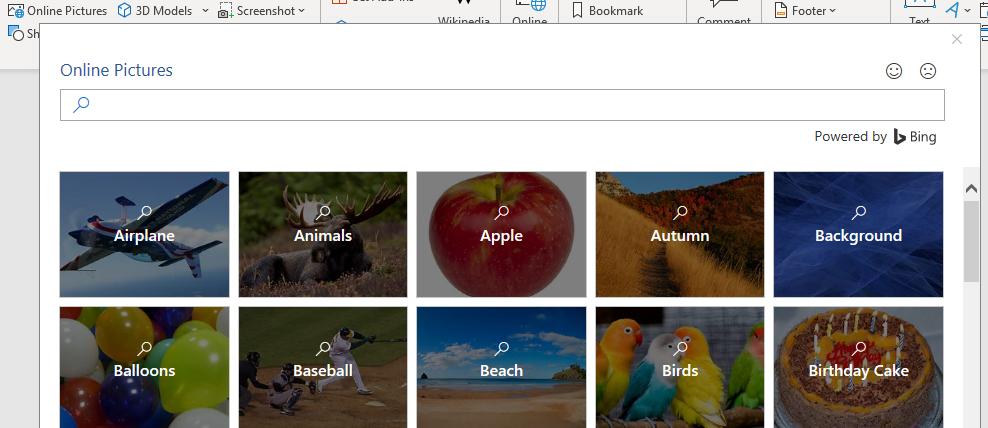 Online Pictures 3D Models Screenshot Wikipedia Online Bookmark Comment Footer Text
Sh
Online Pictures
Powered by Bing
Airplane Animals Apple Autumn Background
Balloons Baseball Beach Birds Birthday Cake